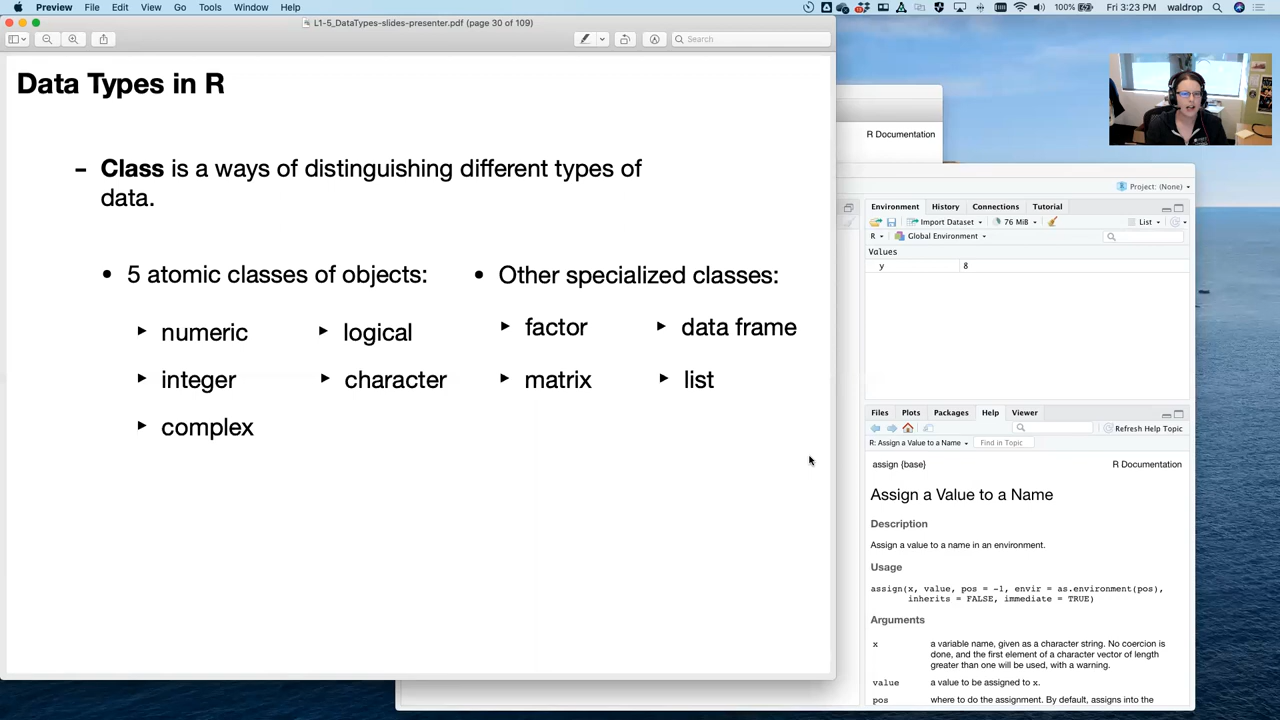 Preview File Edit View Go Tools Window Help
100% Fri 3:23 PM waldrop
L1-5_DataTypes-slides-presenter.pdf (page 30 of 109)
Search
Data Types in R
- Class is a ways of distinguishing different types of
data.
• 5 atomic classes of objects:
‣ numeric
‣ logical
‣ integer
‣ character
‣ complex
• Other specialized classes:
‣ factor
‣ data frame
‣ matrix
‣ list
R Documentation
Project: (None)
Environment History Connections Tutorial
Import Dataset 76 MiB List
R Global Environment
Values
y 8
Files Plots Packages Help Viewer
Refresh Help Topic
R: Assign a Value to a Name Find in Topic
assign {base} R Documentation
Assign a Value to a Name
Description
Assign a value to a name in an environment.
Usage
assign(x, value, pos = -1, envir = as.environment(pos),
inherits = FALSE, immediate = TRUE)
Arguments
x a variable name, given as a character string. No coercion is
done, and the first element of a character vector of length
greater than one will be used, with a warning.
value a value to be assigned to x.
pos where to do the assignment. By default, assigns into the